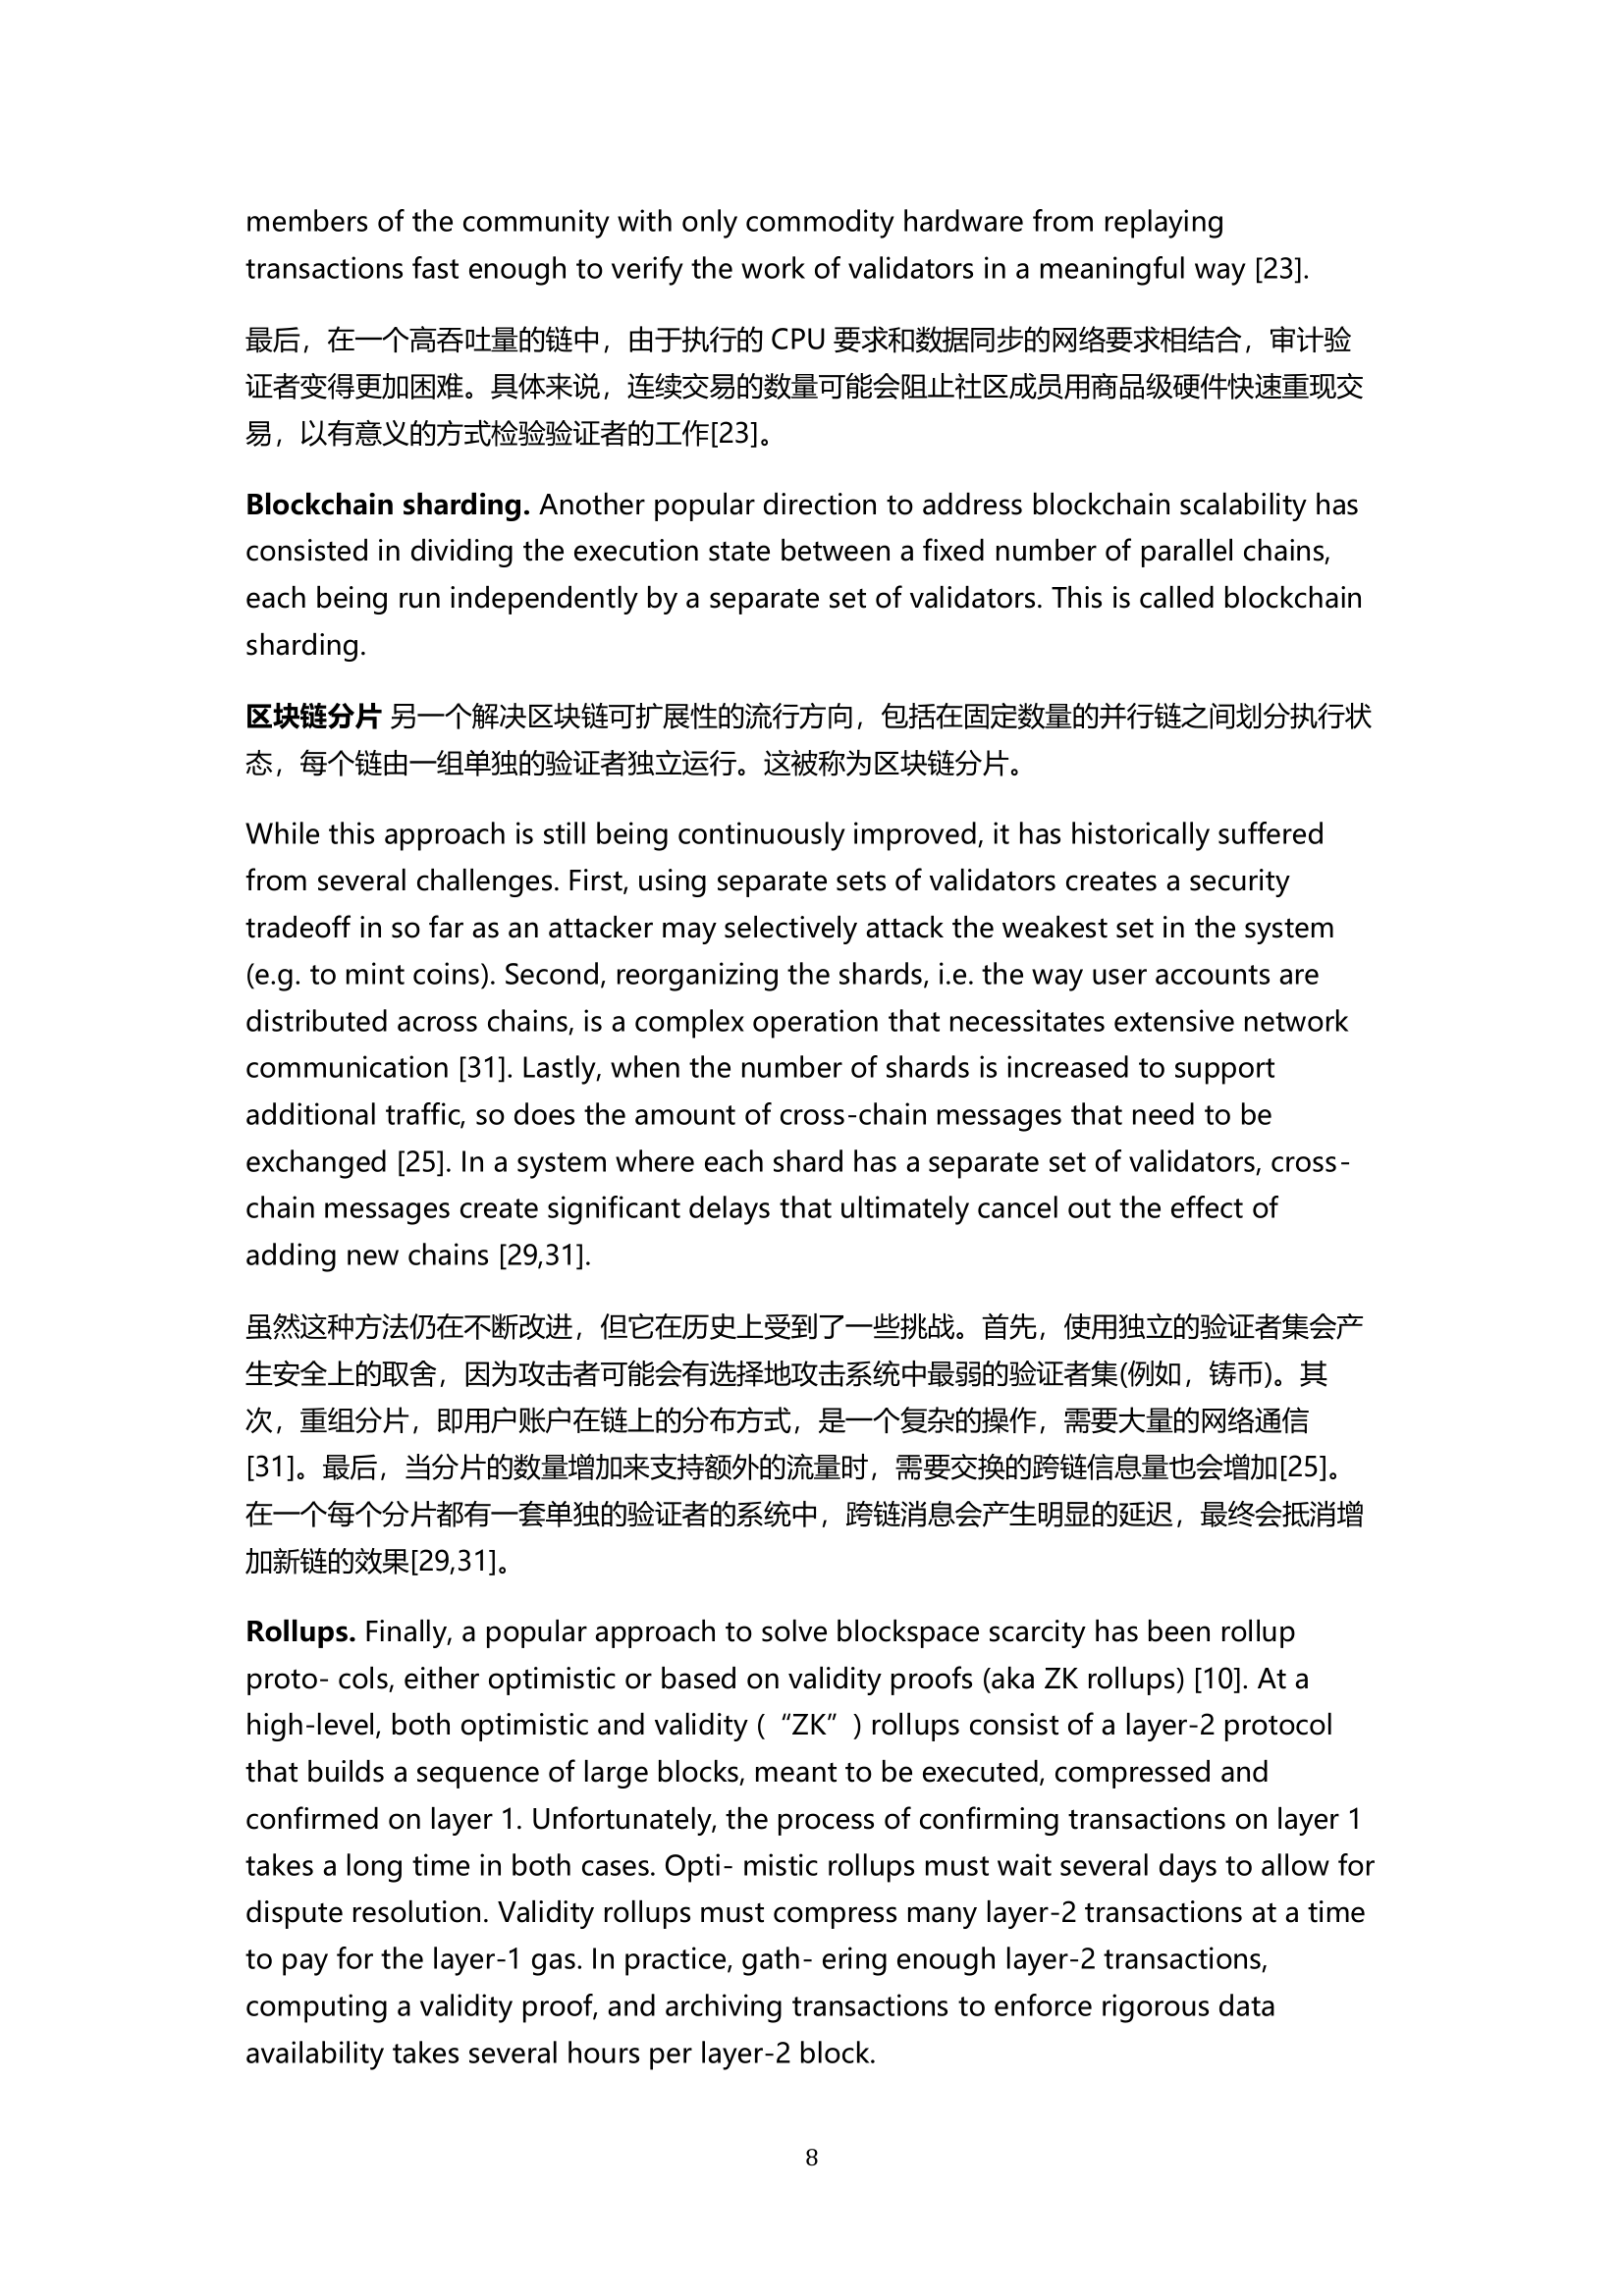 members of the community with only commodity hardware from replaying
transactions fast enough to verify the work of validators in a meaningful way [23].
最后，在一个高吞吐量的链中，由于执行的 CPU 要求和数据同步的网络要求相结合，审计验
证者变得更加困难。具体来说，连续交易的数量可能会阻止社区成员用商品级硬件快速重现交
易，以有意义的方式检验验证者的工作[23]。
Blockchain sharding. Another popular direction to address blockchain scalability has
consisted in dividing the execution state between a fixed number of parallel chains,
each being run independently by a separate set of validators. This is called blockchain
sharding.
区块链分片 另一个解决区块链可扩展性的流行方向，包括在固定数量的并行链之间划分执行状
态，每个链由一组单独的验证者独立运行。这被称为区块链分片。
While this approach is still being continuously improved, it has historically suffered
from several challenges. First, using separate sets of validators creates a security
tradeoff in so far as an attacker may selectively attack the weakest set in the system
(e.g. to mint coins). Second, reorganizing the shards, i.e. the way user accounts are
distributed across chains, is a complex operation that necessitates extensive network
communication [31]. Lastly, when the number of shards is increased to support
additional traffic, so does the amount of cross-chain messages that need to be
exchanged [25]. In a system where each shard has a separate set of validators, cross-
chain messages create significant delays that ultimately cancel out the effect of
adding new chains [29,31].
虽然这种方法仍在不断改进，但它在历史上受到了一些挑战。首先，使用独立的验证者集会产
生安全上的取舍，因为攻击者可能会有选择地攻击系统中最弱的验证者集(例如，铸币)。其
次，重组分片，即用户账户在链上的分布方式，是一个复杂的操作，需要大量的网络通信
[31]。最后，当分片的数量增加来支持额外的流量时，需要交换的跨链信息量也会增加[25]。
在一个每个分片都有一套单独的验证者的系统中，跨链消息会产生明显的延迟，最终会抵消增
加新链的效果[29,31]。
Rollups. Finally, a popular approach to solve blockspace scarcity has been rollup
proto- cols, either optimistic or based on validity proofs (aka ZK rollups) [10]. At a
high-level, both optimistic and validity (“ZK”) rollups consist of a layer-2 protocol
that builds a sequence of large blocks, meant to be executed, compressed and
confirmed on layer 1. Unfortunately, the process of confirming transactions on layer 1
takes a long time in both cases. Opti- mistic rollups must wait several days to allow for
dispute resolution. Validity rollups must compress many layer-2 transactions at a time
to pay for the layer-1 gas. In practice, gath- ering enough layer-2 transactions,
computing a validity proof, and archiving transactions to enforce rigorous data
availability takes several hours per layer-2 block.
8